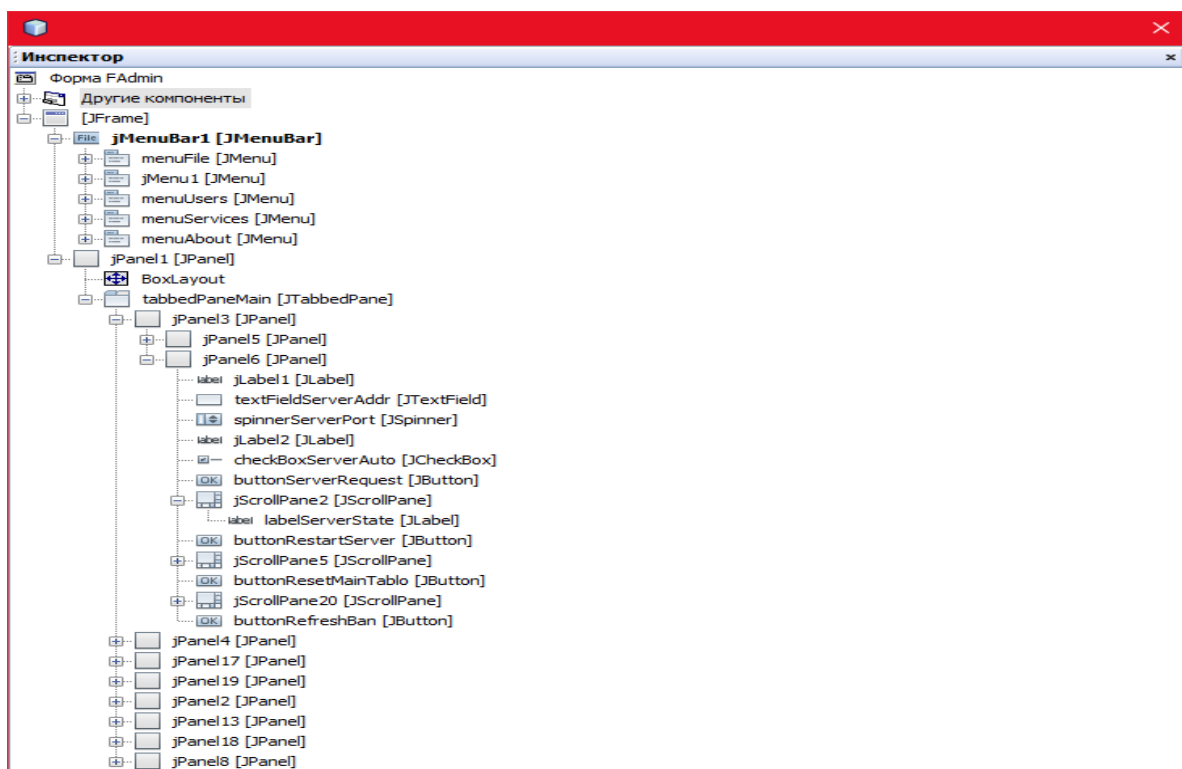 Инспектор
Форма FAdmin
Другие компоненты
[JFrame]
File jMenuBar1 [JMenuBar]
menuFile [JMenu]
jMenu1 [JMenu]
menuUsers [JMenu]
menuServices [JMenu]
menuAbout [JMenu]
jPanel1 [JPanel]
BoxLayout
tabbedPaneMain [JTabbedPane]
jPanel3 [JPanel]
jPanel5 [JPanel]
jPanel6 [JPanel]
label jLabel1 [JLabel]
textFieldServerAddr [JTextField]
spinnerServerPort [JSpinner]
label jLabel2 [JLabel]
checkBoxServerAuto [JCheckBox]
OK buttonServerRequest [JButton]
jScrollPane2 [JScrollPane]
label labelServerState [JLabel]
OK buttonRestartServer [JButton]
jScrollPane5 [JScrollPane]
OK buttonResetMainTablo [JButton]
jScrollPane20 [JScrollPane]
OK buttonRefreshBan [JButton]
jPanel4 [JPanel]
jPanel17 [JPanel]
jPanel19 [JPanel]
jPanel2 [JPanel]
jPanel13 [JPanel]
jPanel18 [JPanel]
jPanel8 [JPanel]